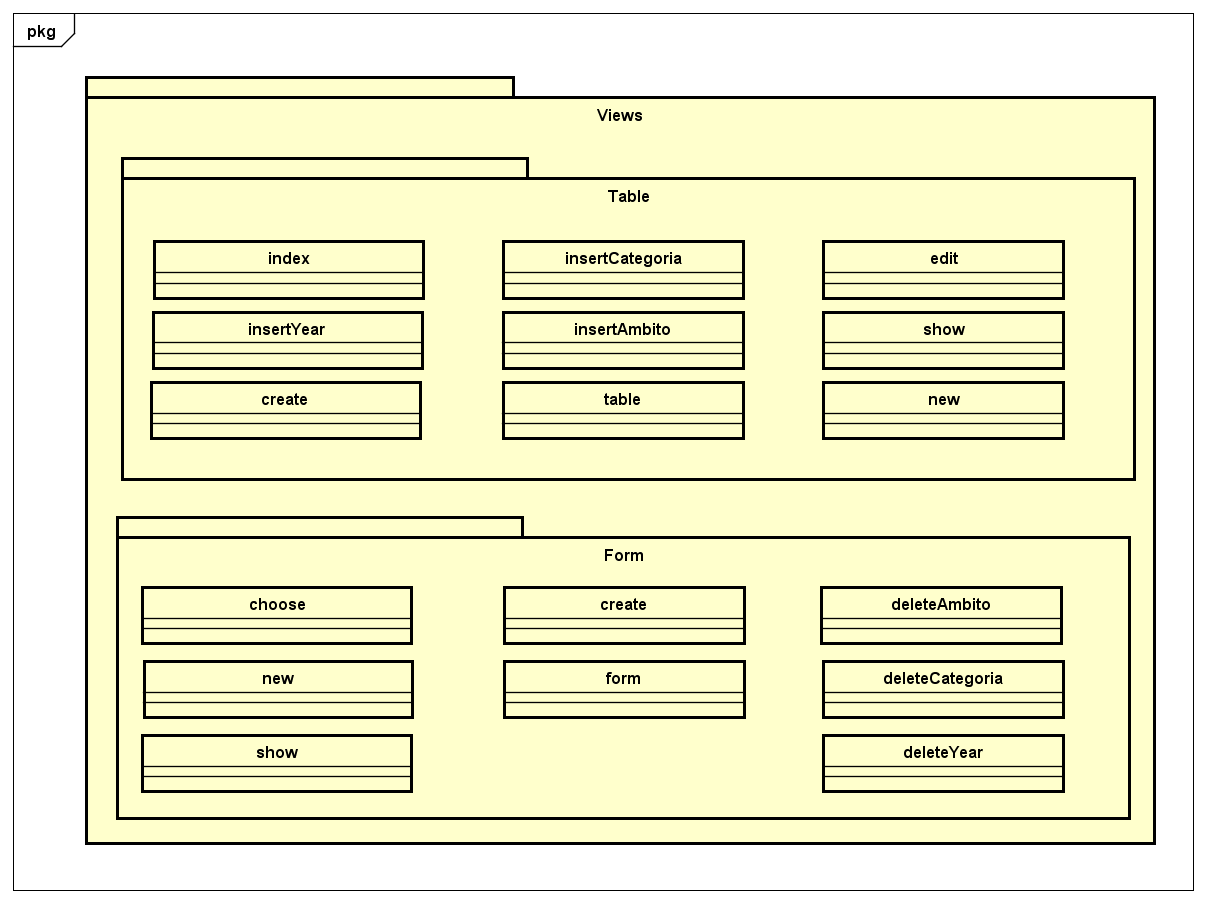 pkg
Views
Table
index
insertCategoria
edit
insertYear
insertAmbito
show
create
table
new
Form
choose
create
deleteAmbito
new
form
deleteCategoria
show
deleteYear